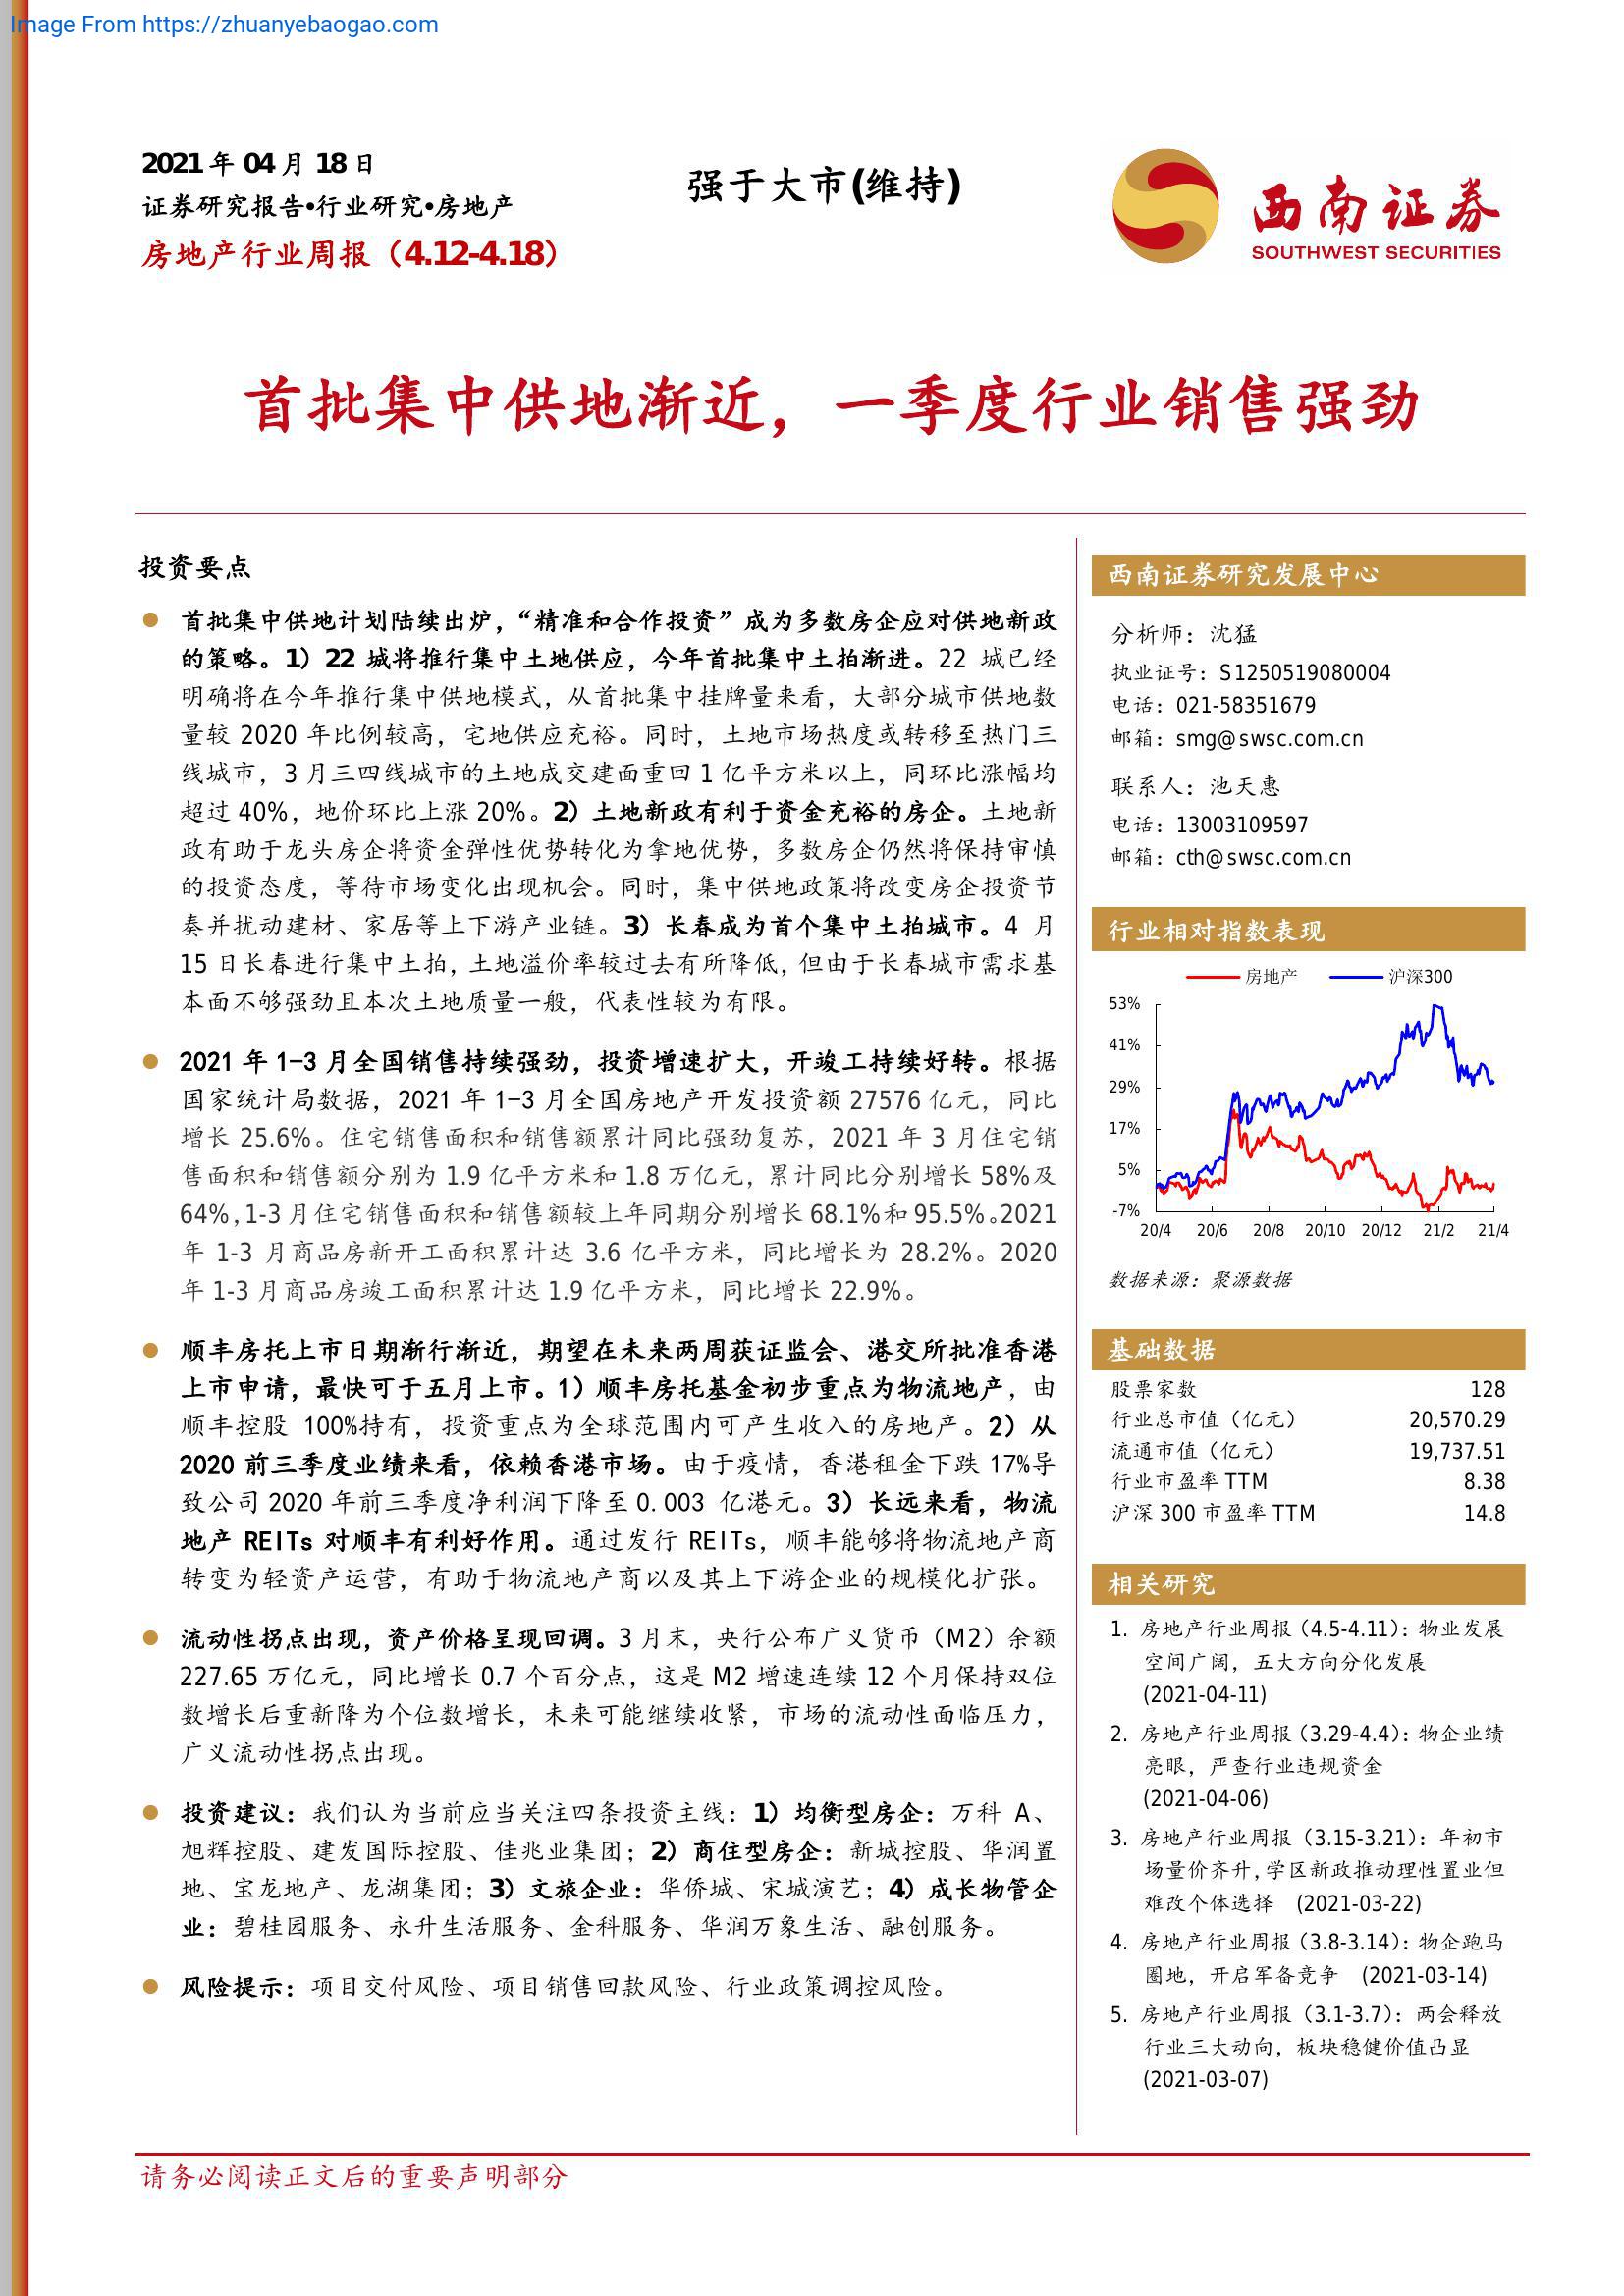 Image From https://zhuanyebaogao.com
2021 年 04 月 18 日
证券研究报告•行业研究•房地产
房地产行业周报（4.12-4.18）
强于大市(维持)
西南证券
SOUTHWEST SECURITIES
首批集中供地渐近，一季度行业销售强劲
投资要点
首批集中供地计划陆续出炉，“精准和合作投资”成为多数房企应对供地新政
的策略。1）22 城将推行集中土地供应，今年首批集中土拍渐进。22 城已经
明确将在今年推行集中供地模式，从首批集中挂牌量来看，大部分城市供地数
量较 2020 年比例较高，宅地供应充裕。同时，土地市场热度或转移至热门三
线城市，3 月三四线城市的土地成交建面重回 1 亿平方米以上，同环比涨幅均
超过 40%，地价环比上涨 20%。2）土地新政有利于资金充裕的房企。土地新
政有助于龙头房企将资金弹性优势转化为拿地优势，多数房企仍然将保持审慎
的投资态度，等待市场变化出现机会。同时，集中供地政策将改变房企投资节
奏并扰动建材、家居等上下游产业链。3）长春成为首个集中土拍城市。4 月
15 日长春进行集中土拍，土地溢价率较过去有所降低，但由于长春城市需求基
本面不够强劲且本次土地质量一般，代表性较为有限。
2021 年 1-3 月全国销售持续强劲，投资增速扩大，开竣工持续好转。根据
国家统计局数据，2021 年 1-3 月全国房地产开发投资额 27576 亿元，同比
增长 25.6%。住宅销售面积和销售额累计同比强劲复苏，2021 年 3 月住宅销
售面积和销售额分别为 1.9 亿平方米和 1.8 万亿元，累计同比分别增长 58%及
64%，1-3 月住宅销售面积和销售额较上年同期分别增长 68.1%和 95.5%。2021
年 1-3 月商品房新开工面积累计达 3.6 亿平方米，同比增长为 28.2%。2020
年 1-3 月商品房竣工面积累计达 1.9 亿平方米，同比增长 22.9%。
顺丰房托上市日期渐行渐近，期望在未来两周获证监会、港交所批准香港
上市申请，最快可于五月上市。1）顺丰房托基金初步重点为物流地产，由
顺丰控股 100%持有，投资重点为全球范围内可产生收入的房地产。2）从
2020 前三季度业绩来看，依赖香港市场。由于疫情，香港租金下跌 17%导
致公司 2020 年前三季度净利润下降至 0.003 亿港元。3）长远来看，物流
地产 REITs 对顺丰有利好作用。通过发行 REITs，顺丰能够将物流地产商
转变为轻资产运营，有助于物流地产商以及其上下游企业的规模化扩张。
流动性拐点出现，资产价格呈现回调。3 月末，央行公布广义货币（M2）余额
227.65 万亿元，同比增长 0.7 个百分点，这是 M2 增速连续 12 个月保持双位
数增长后重新降为个位数增长，未来可能继续收紧，市场的流动性面临压力，
广义流动性拐点出现。
投资建议：我们认为当前应当关注四条投资主线：1）均衡型房企：万科 A、
旭辉控股、建发国际控股、佳兆业集团；2）商住型房企：新城控股、华润置
地、宝龙地产、龙湖集团；3）文旅企业：华侨城、宋城演艺；4）成长物管企
业：碧桂园服务、永升生活服务、金科服务、华润万象生活、融创服务。
风险提示：项目交付风险、项目销售回款风险、行业政策调控风险。
西南证券研究发展中心
分析师：沈猛
执业证号：S1250519080004
电话：021-58351679
邮箱：smg@swsc.com.cn
联系人：池天惠
电话：13003109597
邮箱：cth@swsc.com.cn
行业相对指数表现
房地产 沪深300
53%
41%
29%
17%
5%
-7%
20/4 20/6 20/8 20/10 20/12 21/2 21/4
数据来源：聚源数据
基础数据
股票家数 128
行业总市值（亿元） 20,570.29
流通市值（亿元） 19,737.51
行业市盈率 TTM 8.38
沪深 300 市盈率 TTM 14.8
相关研究
1. 房地产行业周报（4.5-4.11）：物业发展
空间广阔，五大方向分化发展
(2021-04-11)
2. 房地产行业周报（3.29-4.4）：物企业绩
亮眼，严查行业违规资金
(2021-04-06)
3. 房地产行业周报（3.15-3.21）：年初市
场量价齐升，学区新政推动理性置业但
难改个体选择 (2021-03-22)
4. 房地产行业周报（3.8-3.14）：物企跑马
圈地，开启军备竞争 (2021-03-14)
5. 房地产行业周报（3.1-3.7）：两会释放
行业三大动向，板块稳健价值凸显
(2021-03-07)
请务必阅读正文后的重要声明部分